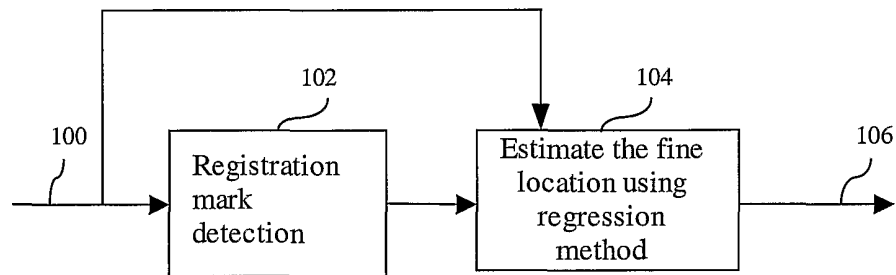 102
104
100
106
Registration
mark
detection
Estimate the fine
location using
regression
method